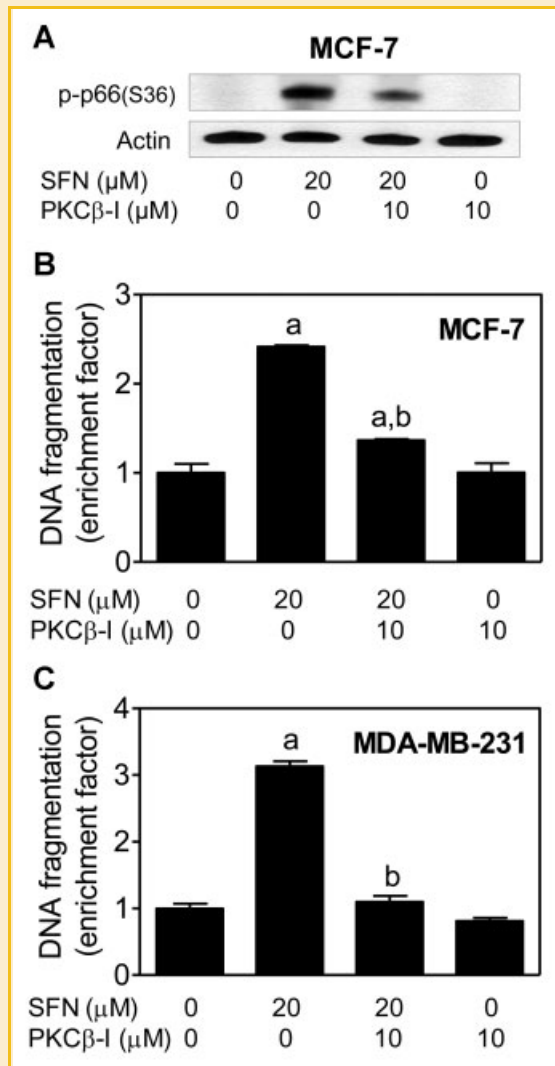 A
MCF-7
p-p66(S36)
Actin
SFN (µM) 0 20 20 0
PKCβ-I (µM) 0 0 10 10
B
3
2
1
0
DNA fragmentation
(enrichment factor)
MCF-7
a
a,b
SFN (µM) 0 20 20 0
PKCβ-I (µM) 0 0 10 10
C
4
3
2
1
0
DNA fragmentation
(enrichment factor)
MDA-MB-231
a
b
SFN (µM) 0 20 20 0
PKCβ-I (µM) 0 0 10 10